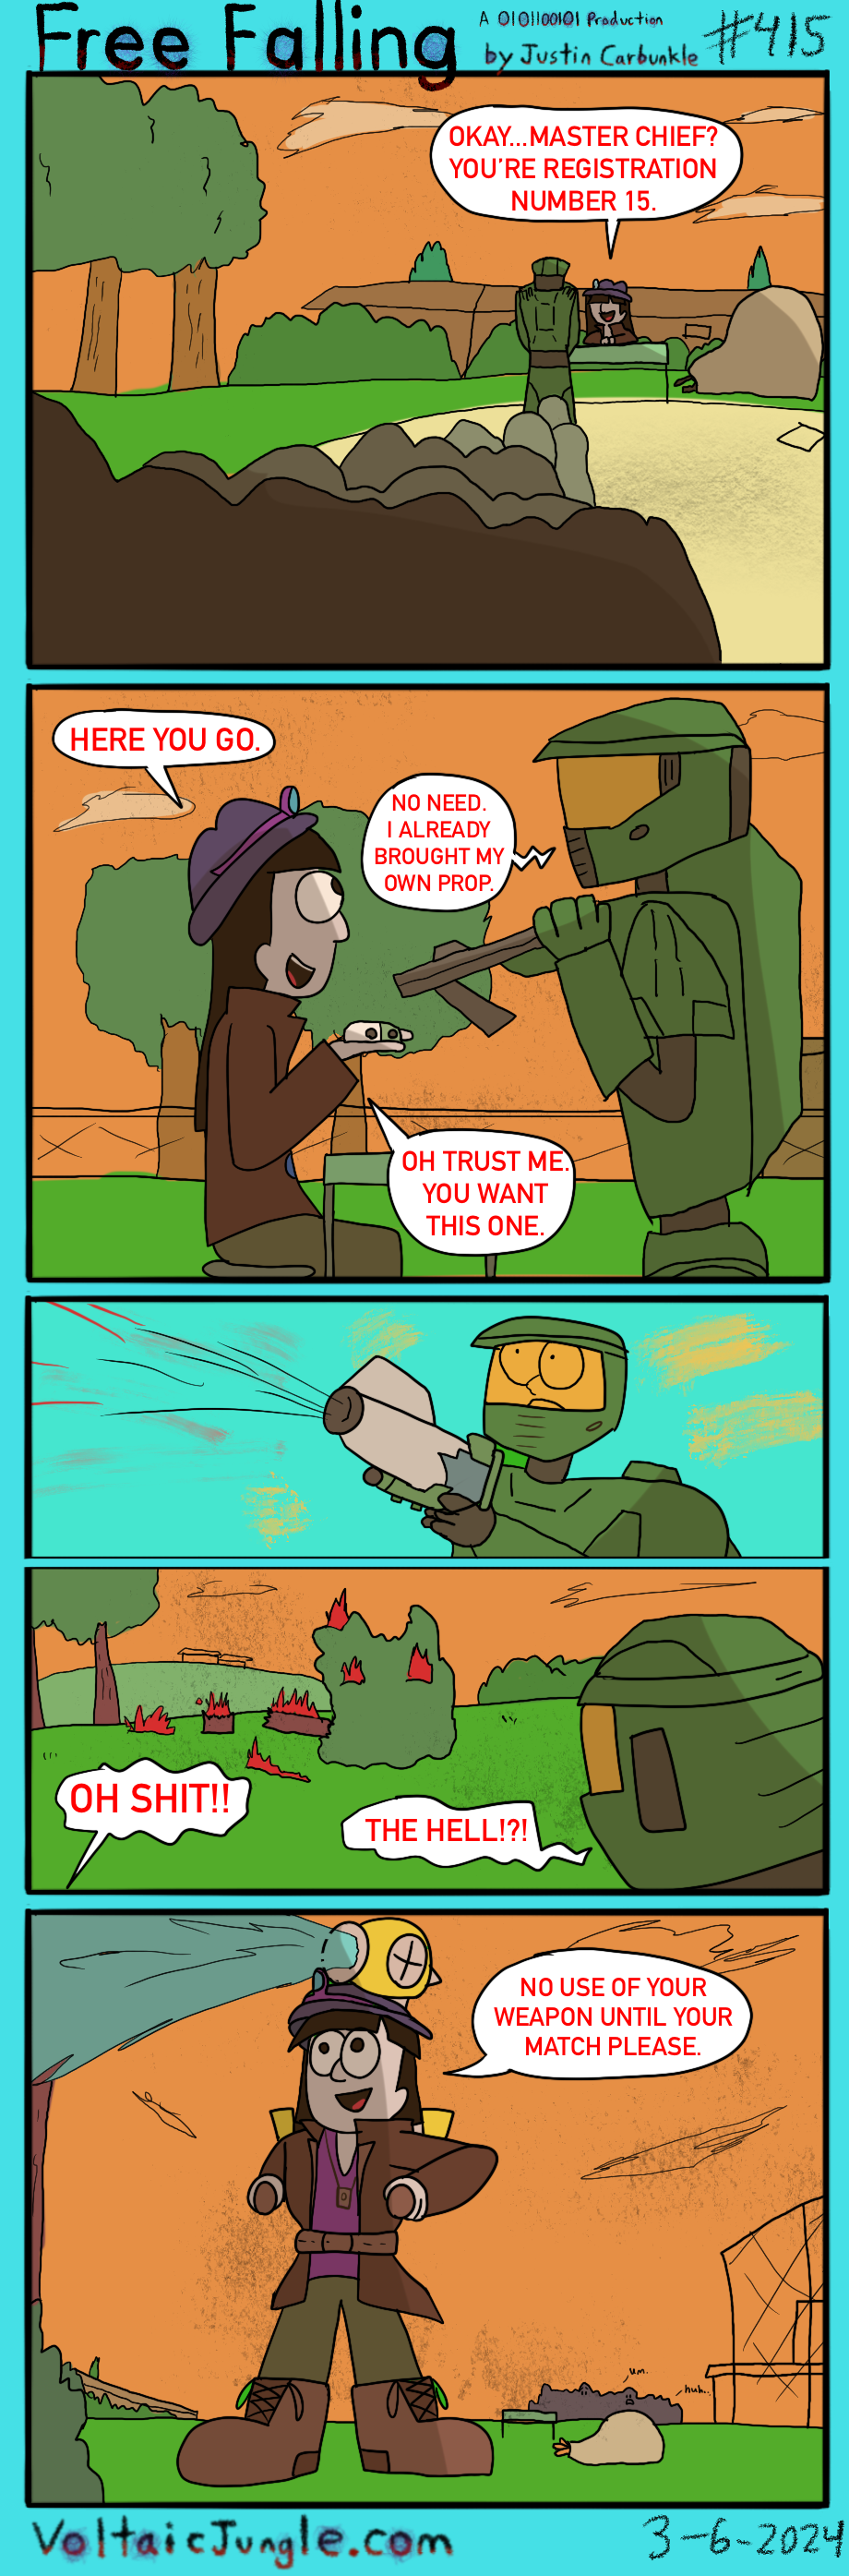 Free Falling
A 0101100101 Production
by Justin Carbunkle
#415
OKAY...MASTER CHIEF?
YOU'RE REGISTRATION
NUMBER 15.
HERE YOU GO.
NO NEED.
I ALREADY
BROUGHT MY
OWN PROP.
OH TRUST ME.
YOU WANT
THIS ONE.
OH SHIT!!
THE HELL!?!
NO USE OF YOUR
WEAPON UNTIL YOUR
MATCH PLEASE.
um.
huh...
VoltaicJungle.com
3-6-2024